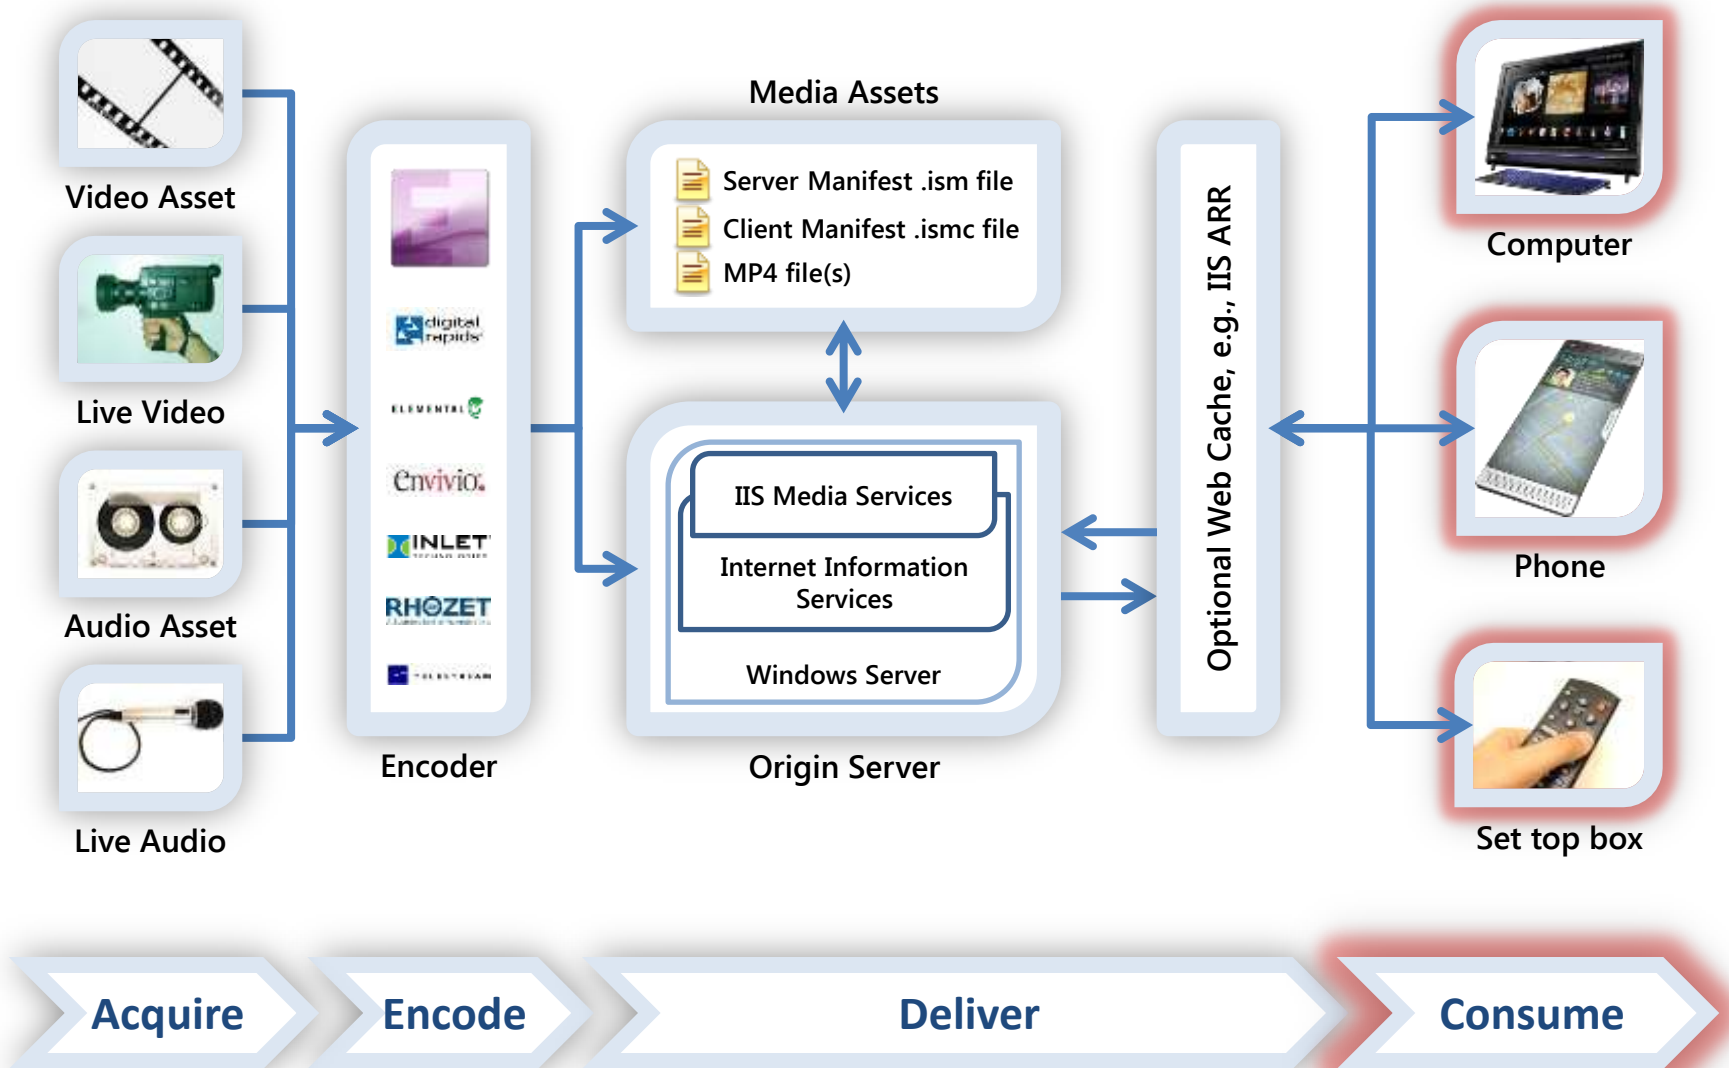 Video Asset
Live Video
Audio Asset
Live Audio
digital
rapids
ELEMENTAL
envivio.
INLET
RHOZET
Encoder
Media Assets
Server Manifest .ism file
Client Manifest .ismc file
MP4 file(s)
IIS Media Services
Internet Information
Services
Windows Server
Origin Server
Optional Web Cache, e.g., IIS ARR
Computer
Phone
Set top box
Acquire
Encode
Deliver
Consume